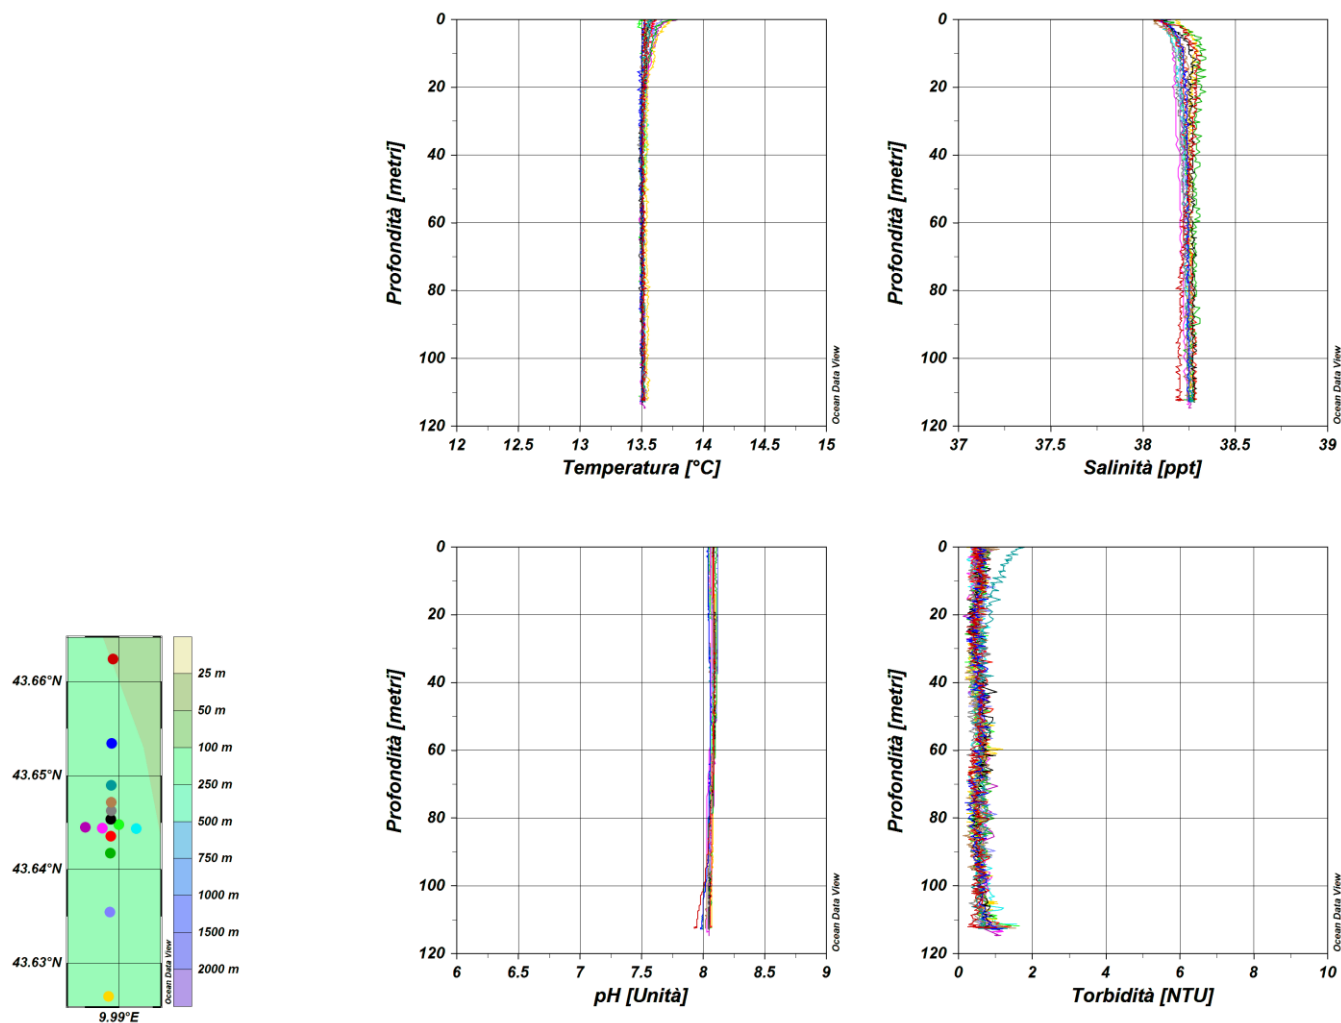 0
20
40
60
80
100
120
Profondità [metri]
12
12.5
13
13.5
14
14.5
15
Temperatura [°C]
Ocean Data View
0
20
40
60
80
100
120
Profondità [metri]
37
37.5
38
38.5
39
Salinità [ppt]
Ocean Data View
43.66°N
43.65°N
43.64°N
43.63°N
9.99°E
Ocean Data View
25 m
50 m
100 m
250 m
500 m
750 m
1000 m
1500 m
2000 m
0
20
40
60
80
100
120
Profondità [metri]
6
6.5
7
7.5
8
8.5
9
pH [Unità]
Ocean Data View
0
20
40
60
80
100
120
Profondità [metri]
0
2
4
6
8
10
Torbidità [NTU]
Ocean Data View